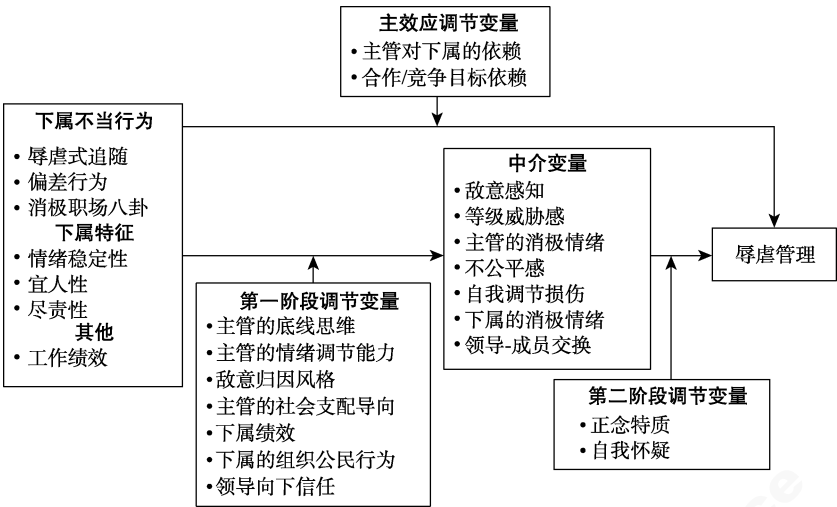 主效应调节变量
• 主管对下属的依赖
• 合作/竞争目标依赖
下属不当行为
• 辱虐式追随
• 偏差行为
• 消极职场八卦
下属特征
• 情绪稳定性
• 宜人性
• 尽责性
其他
• 工作绩效
中介变量
• 敌意感知
• 等级威胁感
• 主管的消极情绪
• 不公平感
• 自我调节损伤
• 下属的消极情绪
• 领导-成员交换
辱虐管理
第一阶段调节变量
• 主管的底线思维
• 主管的情绪调节能力
• 敌意归因风格
• 主管的社会支配导向
• 下属绩效
• 下属的组织公民行为
• 领导向下信任
第二阶段调节变量
• 正念特质
• 自我怀疑